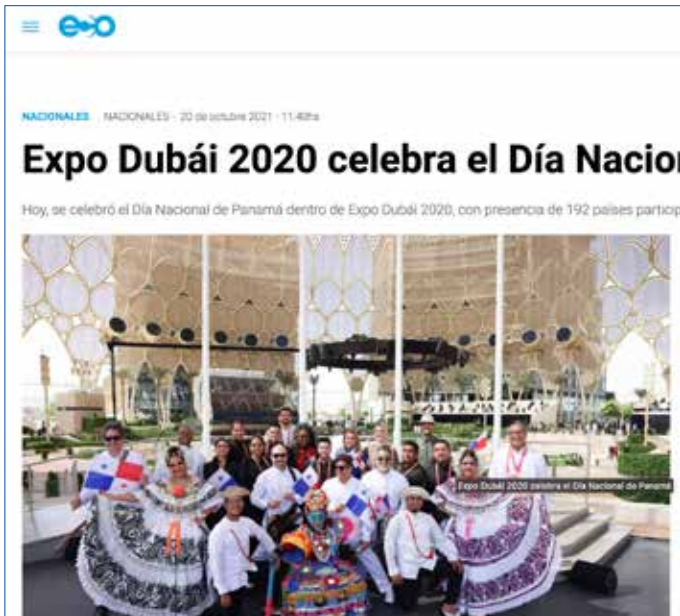 eco
NACIONALES NACIONALES - 20 de octubre 2021 - 11:40hs
Expo Dubái 2020 celebra el Día Nacion
Hoy, se celebró el Día Nacional de Panamá dentro de Expo Dubái 2020, con presencia de 192 países particip
Expo Dubái 2020 celebra el Día Nacional de Panamá